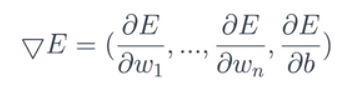 ▽E = (∂E/∂w₁, ..., ∂E/∂wₙ, ∂E/∂b)